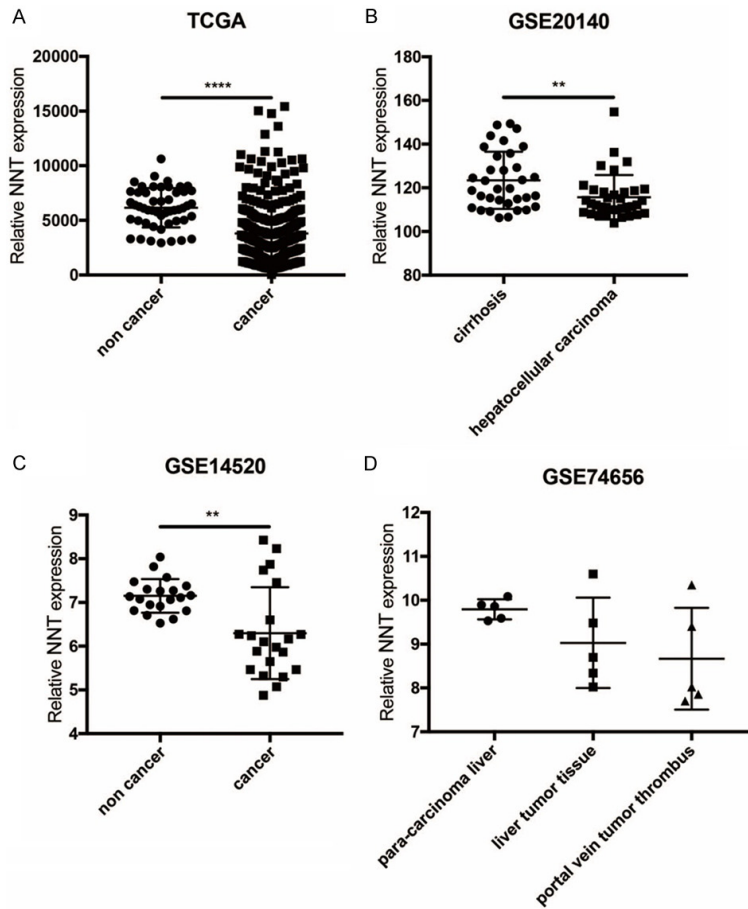 A
TCGA
Relative NNT expression
20000
15000
10000
5000
0
****
non cancer
cancer
B
GSE20140
Relative NNT expression
180
160
140
120
100
80
**
cirrhosis
hepatocellular carcinoma
C
GSE14520
Relative NNT expression
9
8
7
6
5
4
**
non cancer
cancer
D
GSE74656
Relative NNT expression
12
11
10
9
8
7
para-carcinoma liver
liver tumor tissue
portal vein tumor thrombus